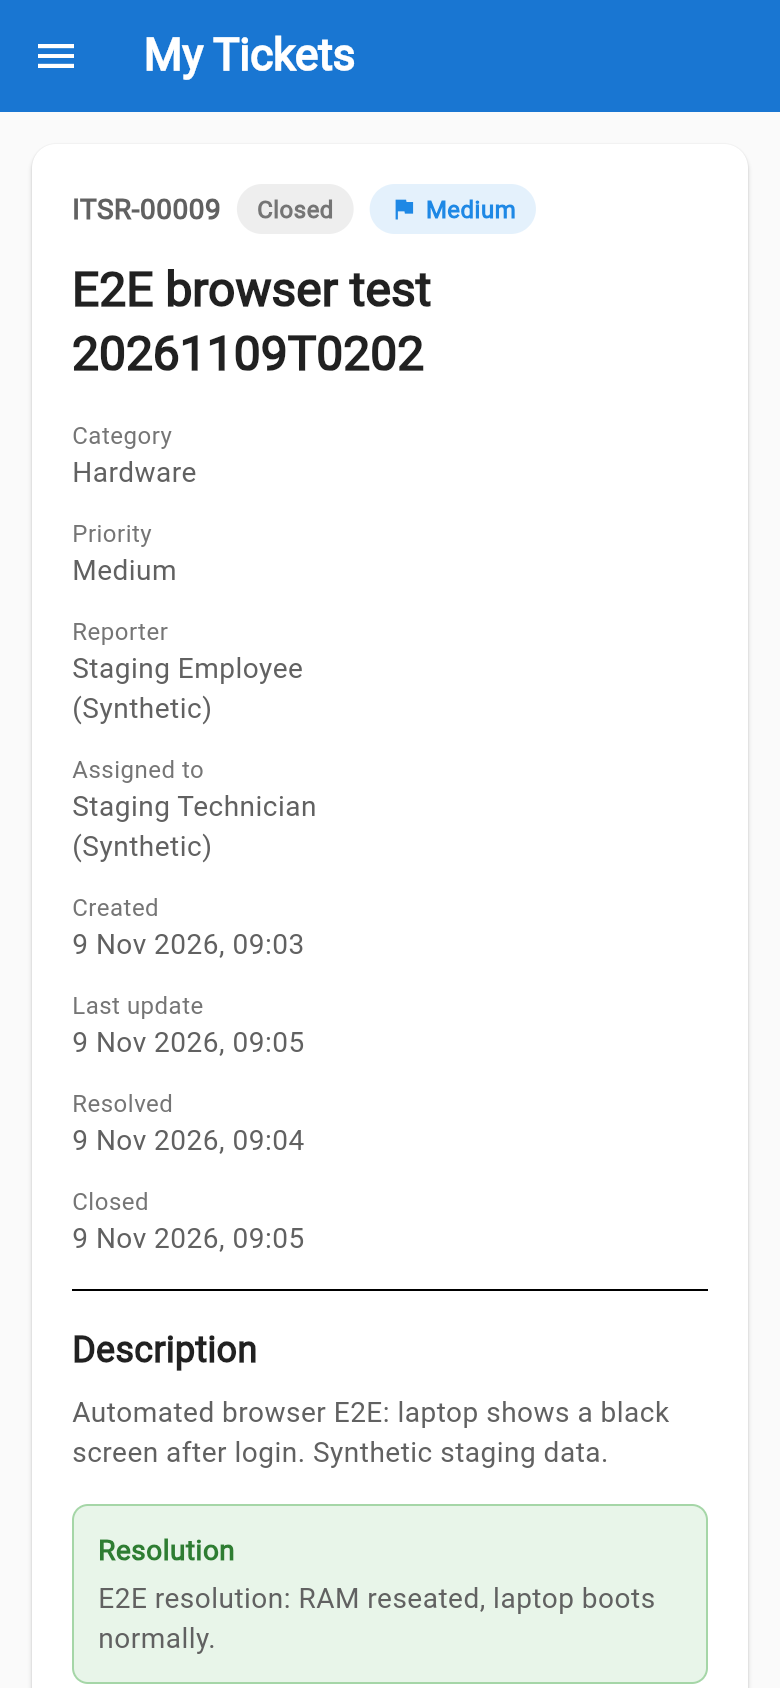 My Tickets
ITSR-00009 Closed Medium
E2E browser test
20261109T0202
Category
Hardware
Priority
Medium
Reporter
Staging Employee
(Synthetic)
Assigned to
Staging Technician
(Synthetic)
Created
9 Nov 2026, 09:03
Last update
9 Nov 2026, 09:05
Resolved
9 Nov 2026, 09:04
Closed
9 Nov 2026, 09:05
Description
Automated browser E2E: laptop shows a black
screen after login. Synthetic staging data.
Resolution
E2E resolution: RAM reseated, laptop boots
normally.